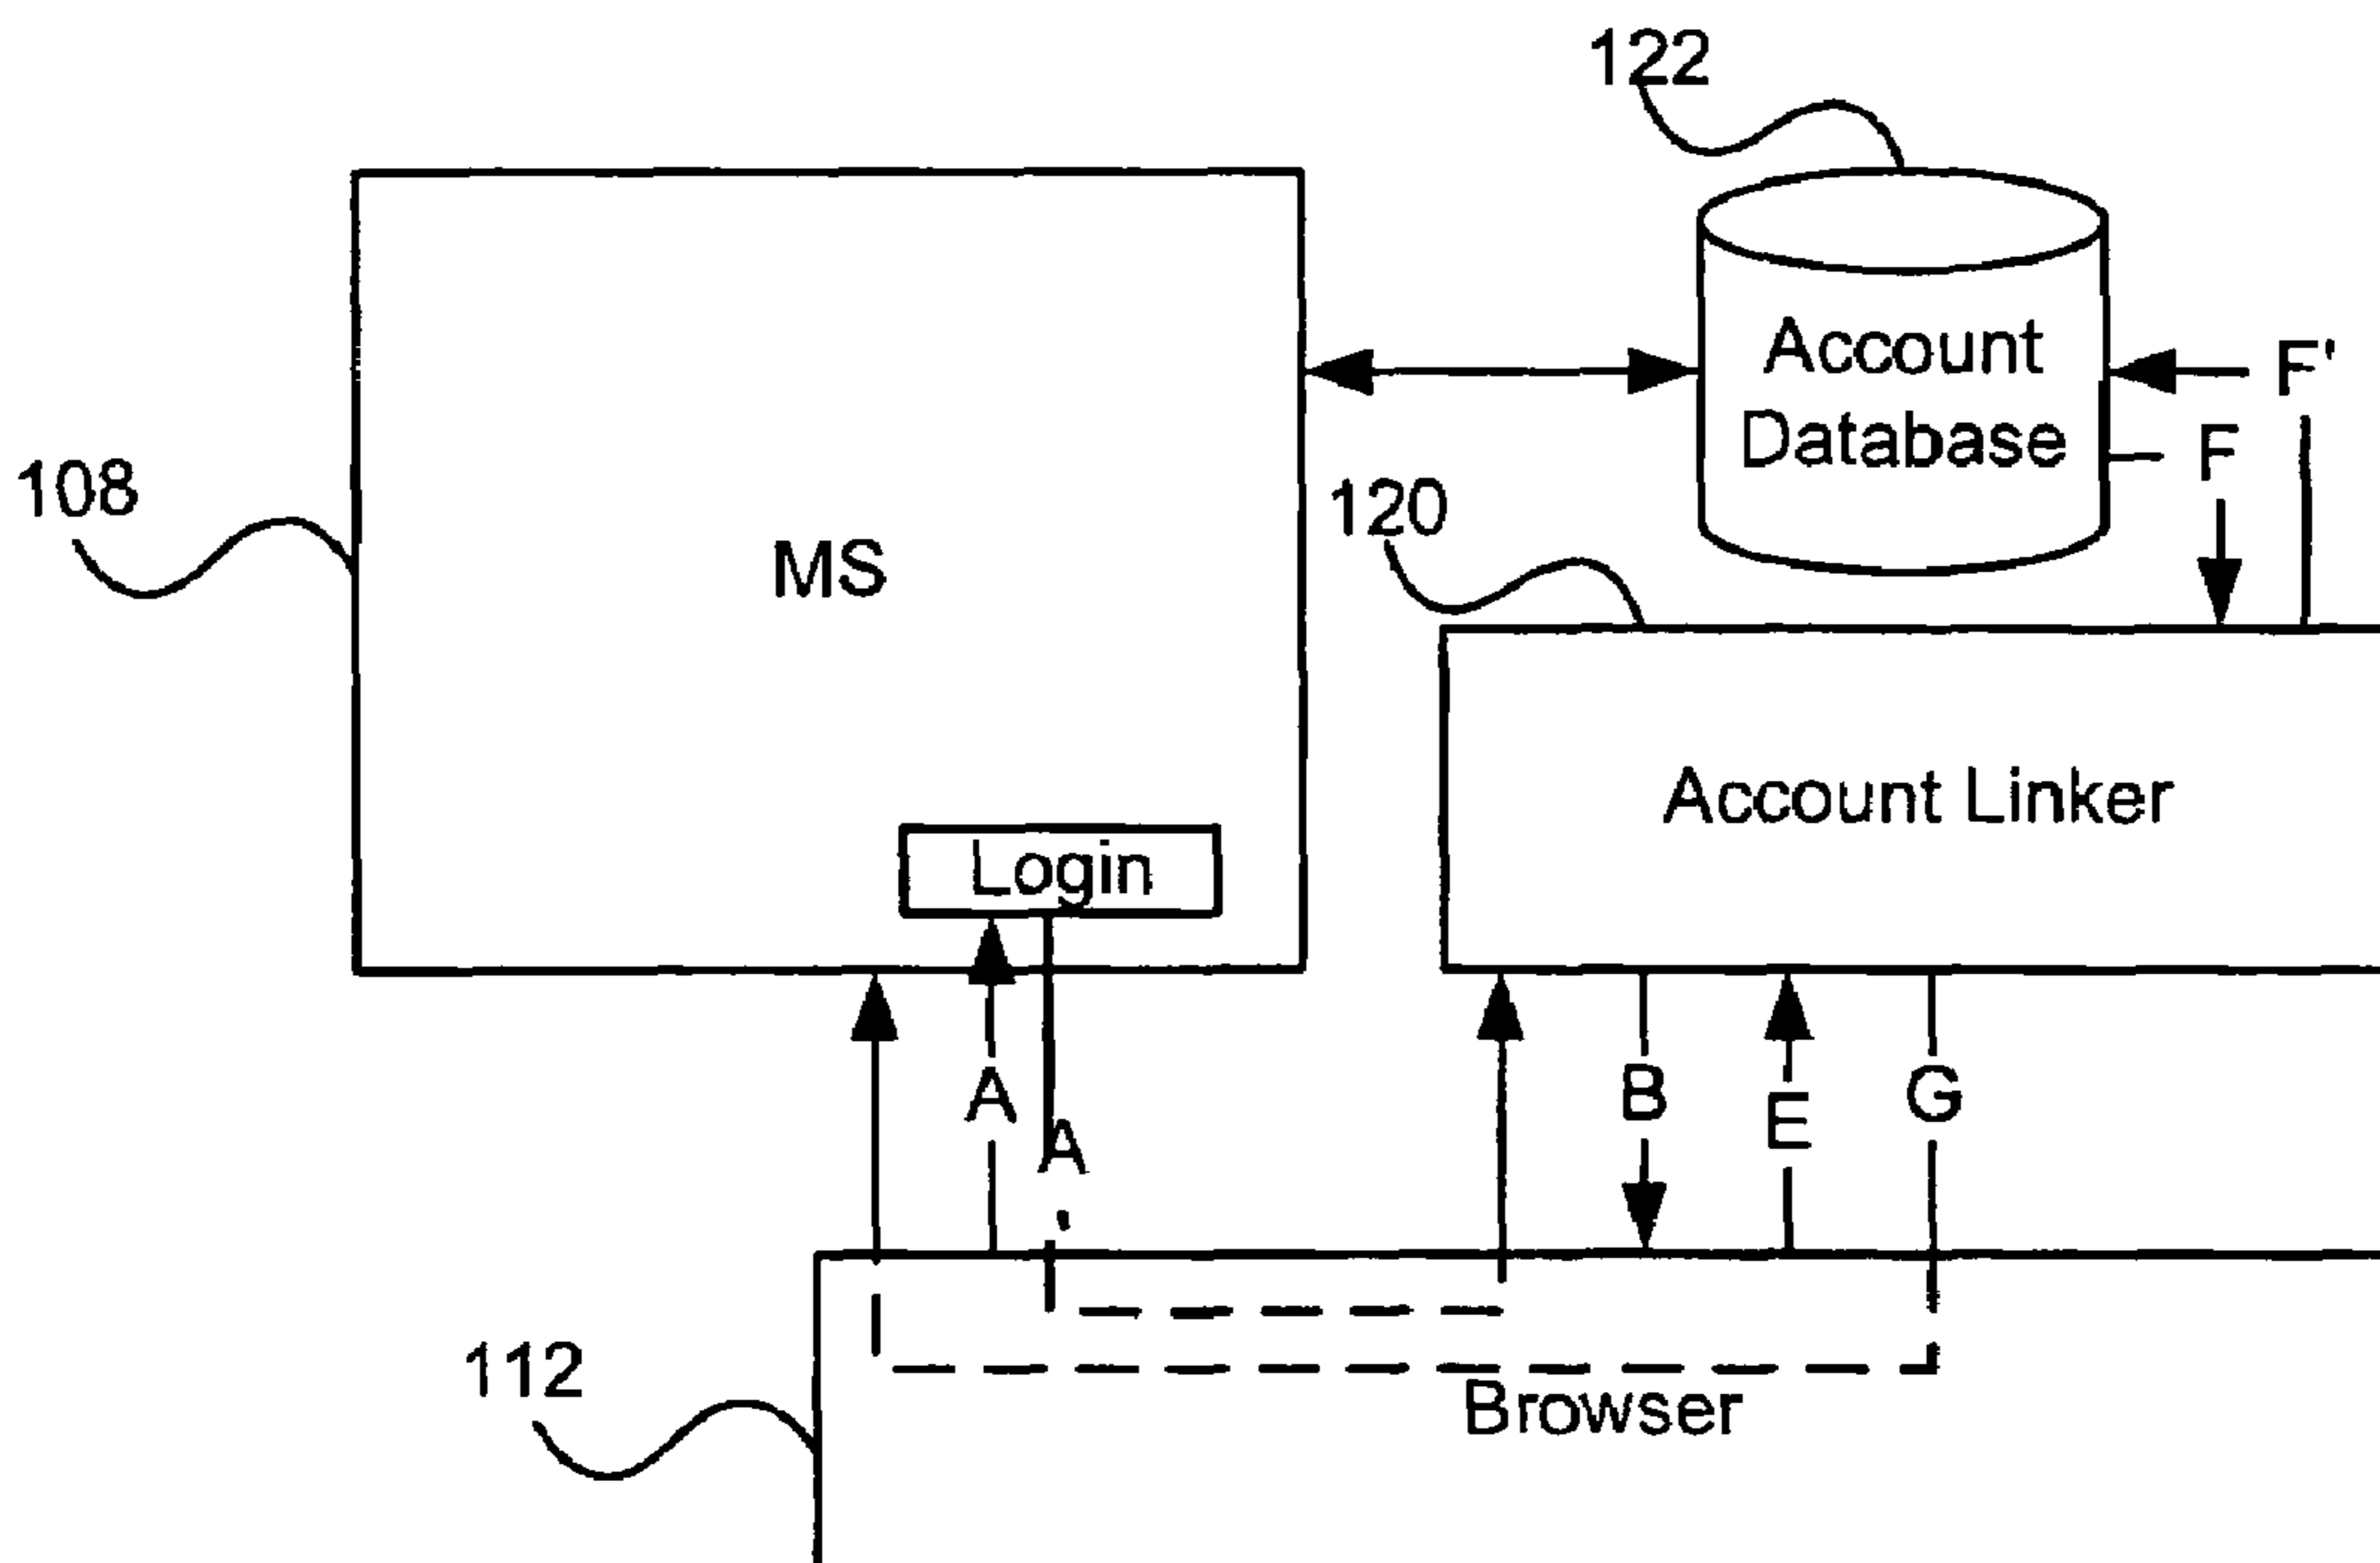 122
Account
Database
F'
F
108
120
MS
Account Linker
Login
A
A
'
B
E
G
112
Browser